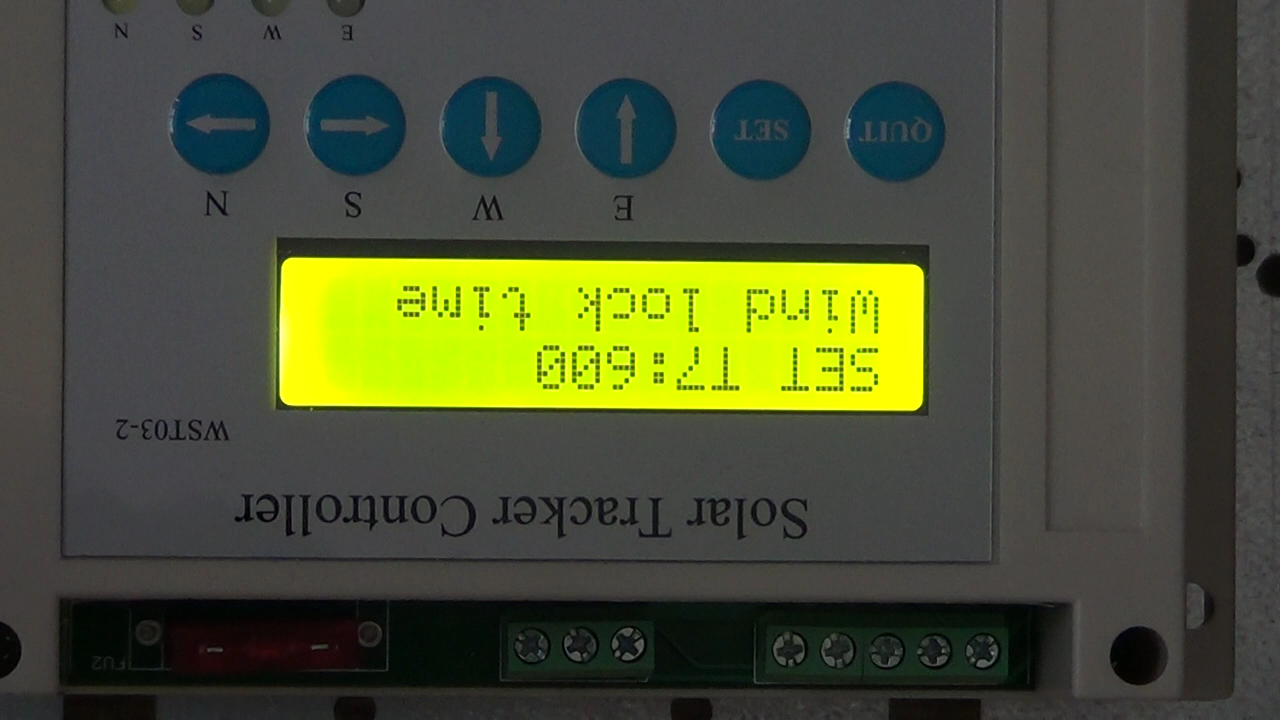 FU2
Solar Tracker Controller
WST03-2
SET T7:600
Wind lock time
E W S N
QUIT SET
E W S N